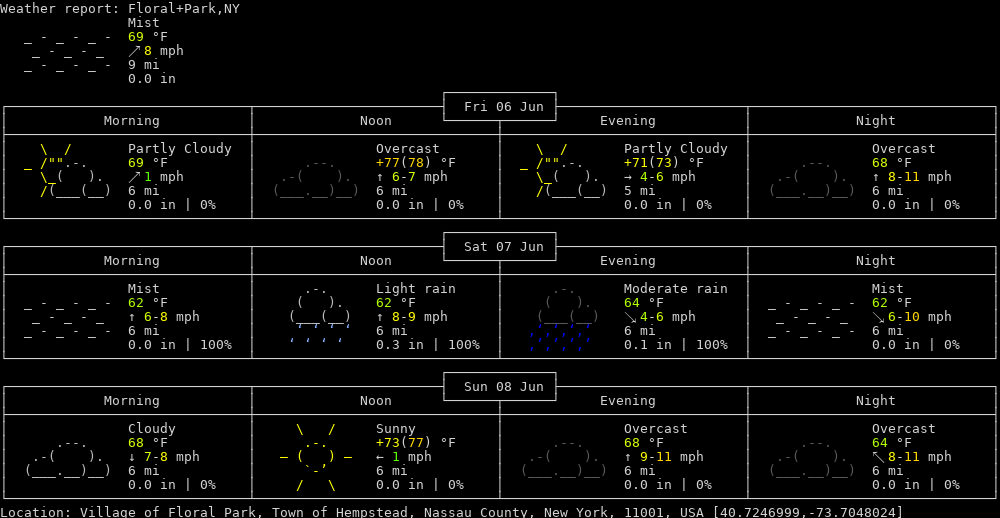 Weather report: Floral+Park,NY
Mist
69 °F
↗ 8 mph
9 mi
0.0 in
Fri 06 Jun
Morning Noon Evening Night
Partly Cloudy Overcast Partly Cloudy Overcast
69 °F +77(78) °F +71(73) °F 68 °F
↗ 1 mph ↑ 6-7 mph → 4-6 mph ↑ 8-11 mph
6 mi 6 mi 5 mi 6 mi
0.0 in | 0% 0.0 in | 0% 0.0 in | 0% 0.0 in | 0%
Sat 07 Jun
Morning Noon Evening Night
Mist Light rain Moderate rain Mist
62 °F 62 °F 64 °F 62 °F
↑ 6-8 mph ↑ 8-9 mph ↘ 4-6 mph ↘ 6-10 mph
6 mi 6 mi 6 mi 6 mi
0.0 in | 100% 0.3 in | 100% 0.1 in | 100% 0.0 in | 0%
Sun 08 Jun
Morning Noon Evening Night
Cloudy Sunny Overcast Overcast
68 °F +73(77) °F 68 °F 64 °F
↓ 7-8 mph ← 1 mph ↑ 9-11 mph ↖ 8-11 mph
6 mi 6 mi 6 mi 6 mi
0.0 in | 0% 0.0 in | 0% 0.0 in | 0% 0.0 in | 0%
Location: Village of Floral Park, Town of Hempstead, Nassau County, New York, 11001, USA [40.7246999,-73.7048024]